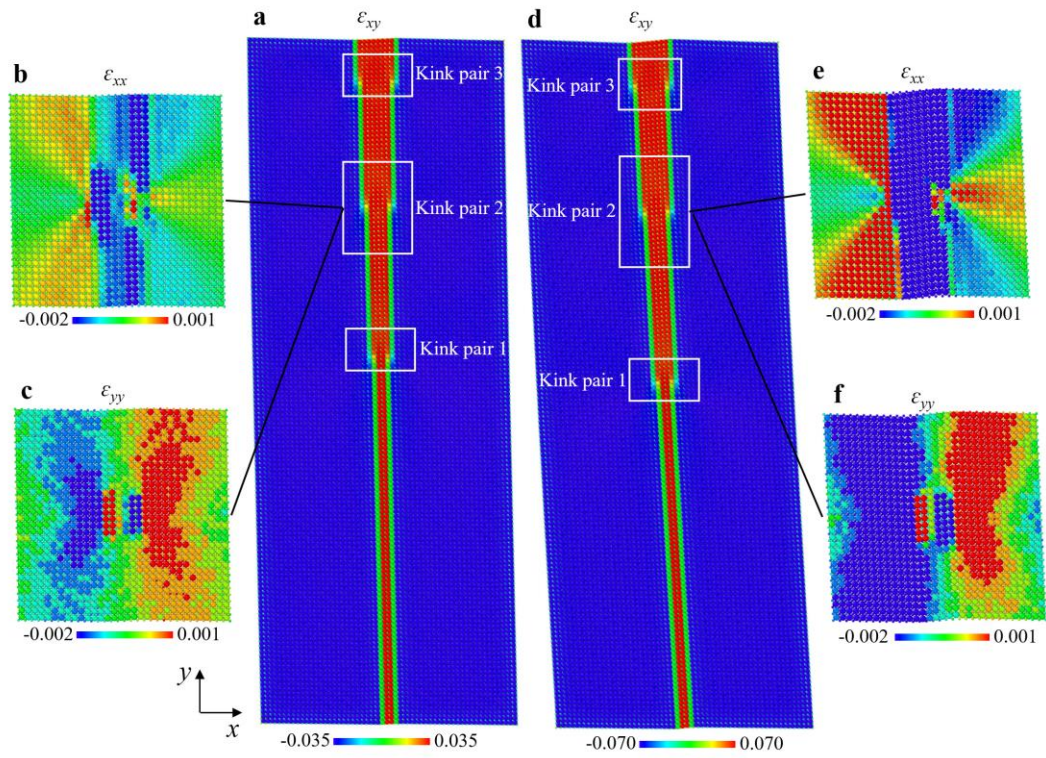 a
ε_xy
d
ε_xy
b
ε_xx
e
ε_xx
Kink pair 3
Kink pair 3
Kink pair 2
Kink pair 2
-0.002
0.001
-0.002
0.001
Kink pair 1
Kink pair 1
c
ε_yy
f
ε_yy
-0.002
0.001
-0.002
0.001
y
x
-0.035
0.035
-0.070
0.070